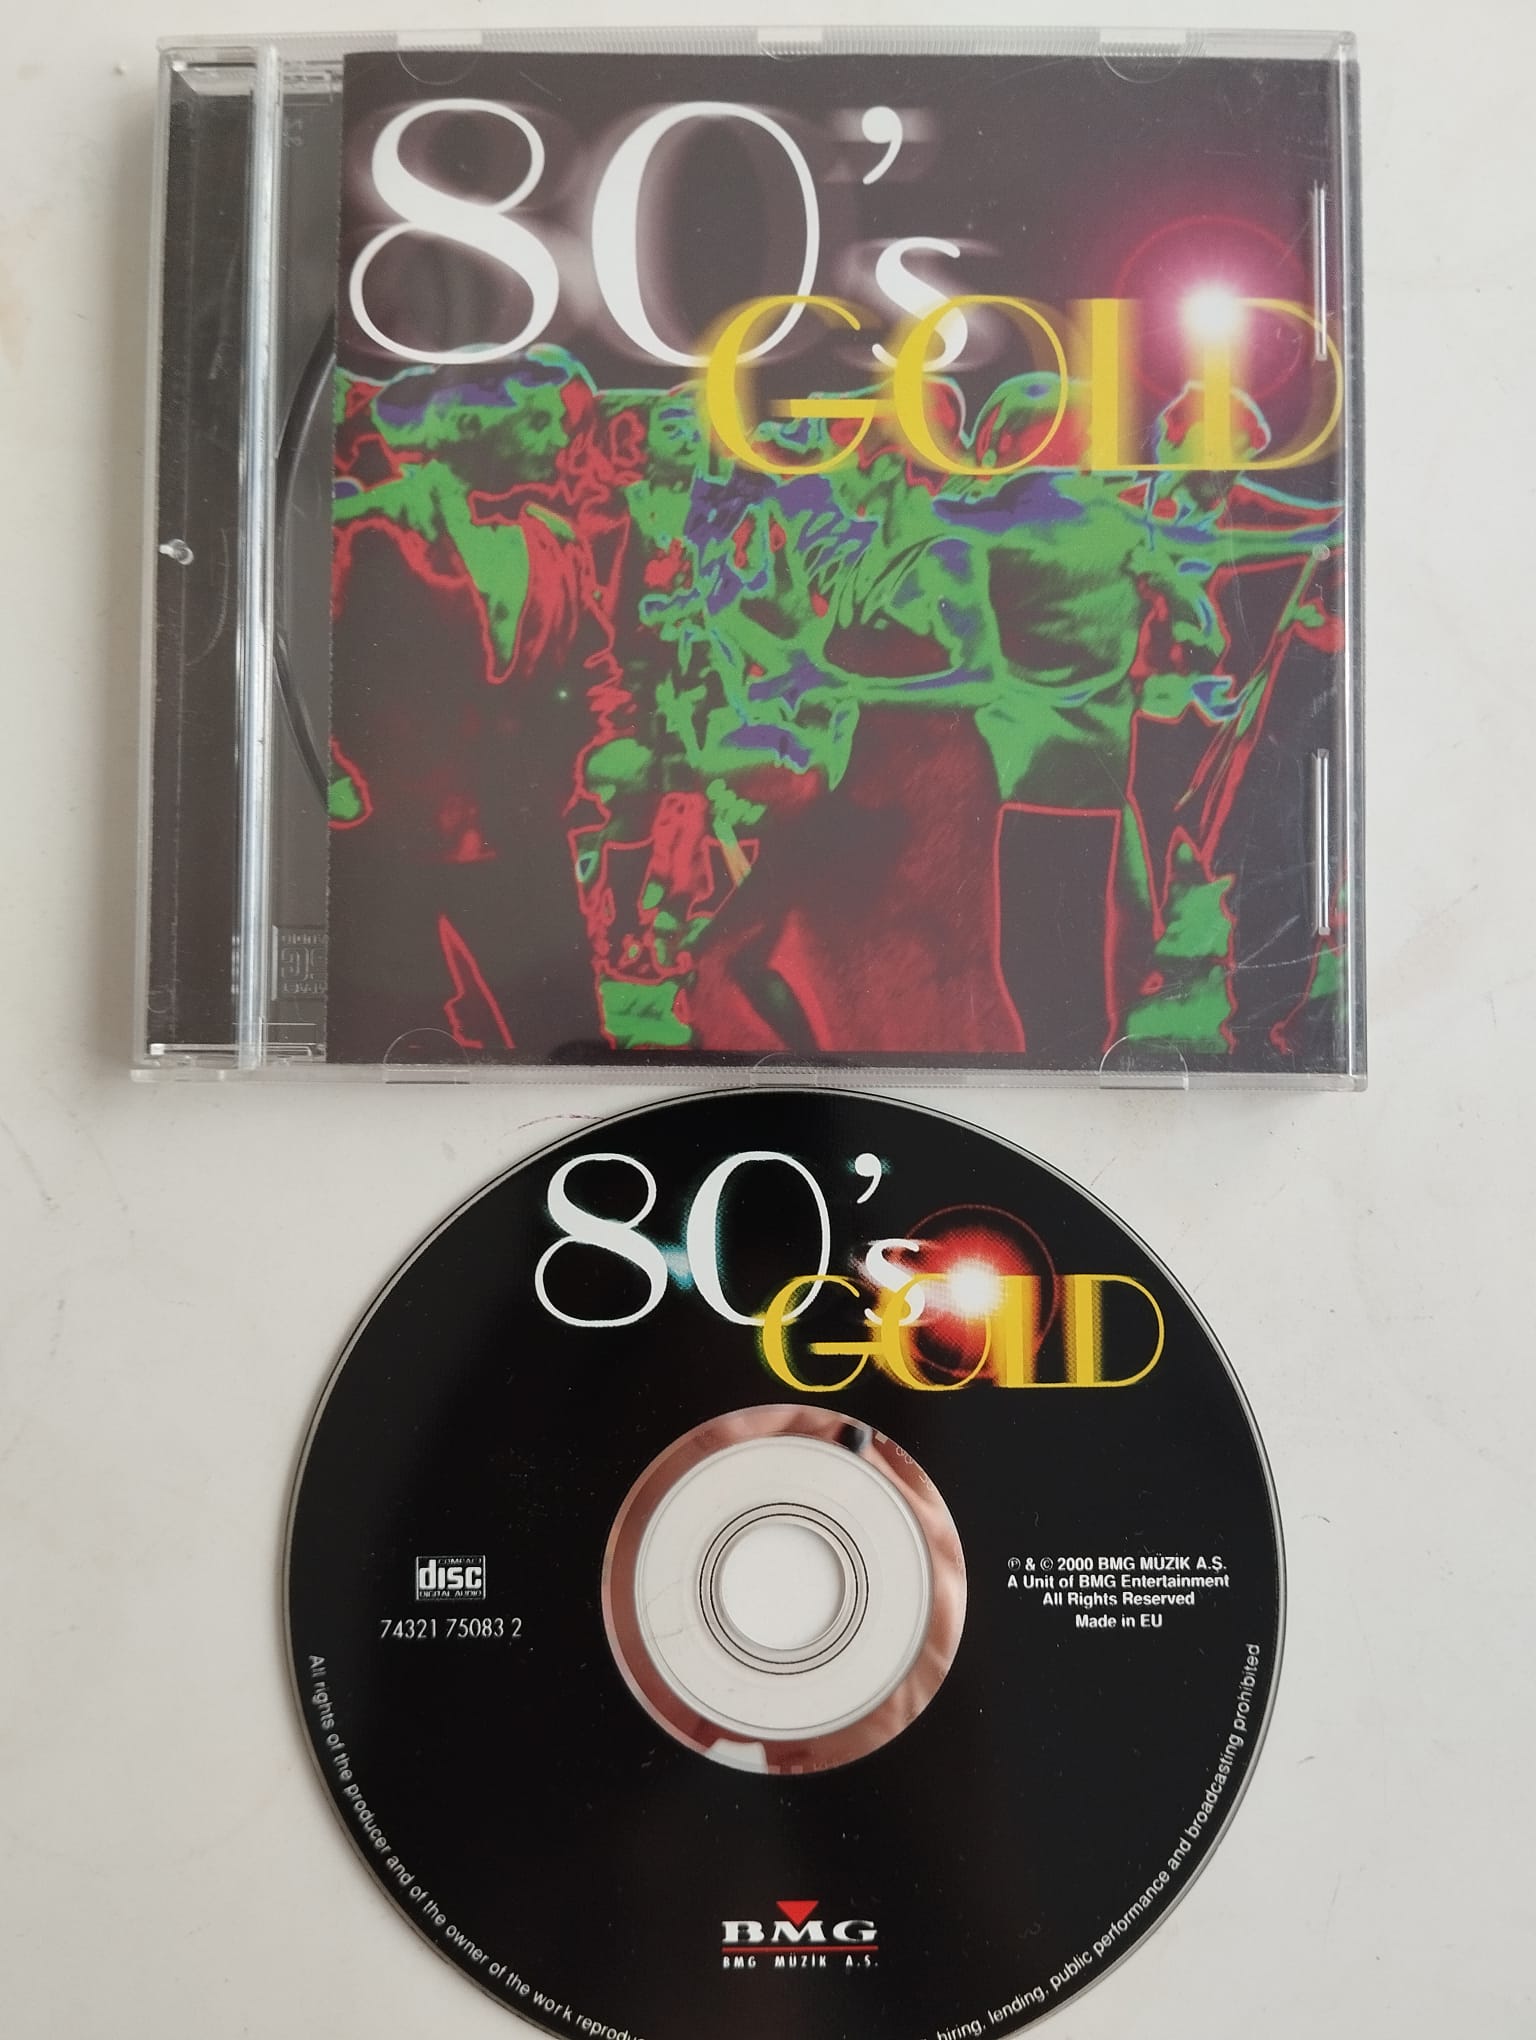 80's
GOLD
80's
GOLD
COMPACT
disc
DIGITAL AUDIO
74321 75083 2
℗ & © 2000 BMG MÜZİK A.Ş.
A Unit of BMG Entertainment
All Rights Reserved
Made in EU
All rights of the producer and of the owner of the work
hiring, lending, public performance and broadcasting prohibited
BMG
BMG MÜZİK A.Ş.